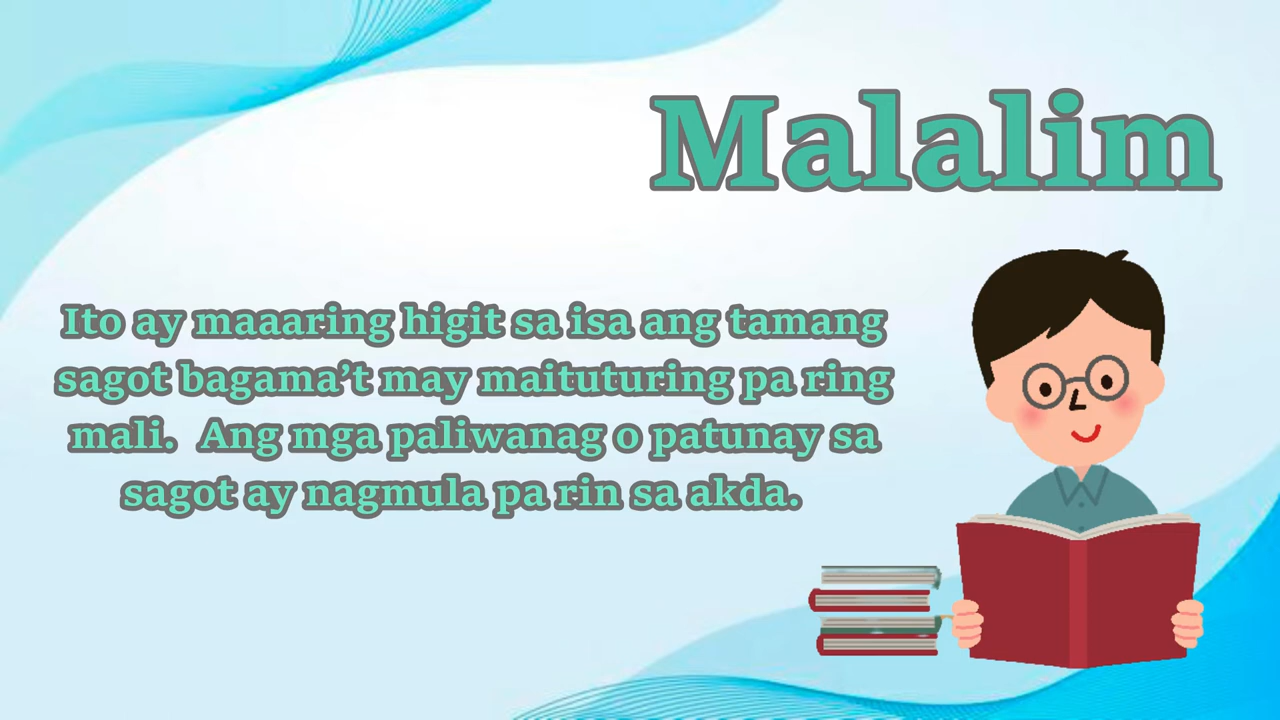 Malalim
Ito ay maaaring higit sa isa ang tamang
sagot bagama’t may maituturing pa ring
mali.  Ang mga paliwanag o patunay sa
sagot ay nagmula pa rin sa akda.